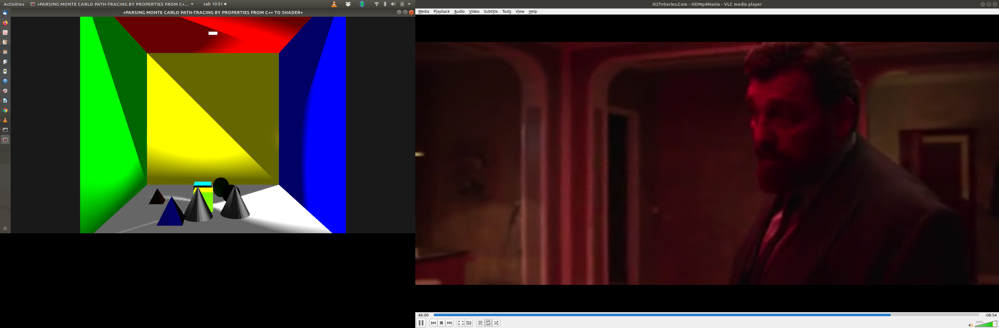 Activities
+PARSING MONTE CARLO PATH-TRACING BY PROPERTIES FROM C+...
sab 10:51
+PARSING MONTE CARLO PATH-TRACING BY PROPERTIES FROM C++ TO SHADER+
O2TvSeries.Com - HDMp4Mania - VLC media player
Media Playback Audio Video Subtitle Tools View Help
46:00
-08:54
100%